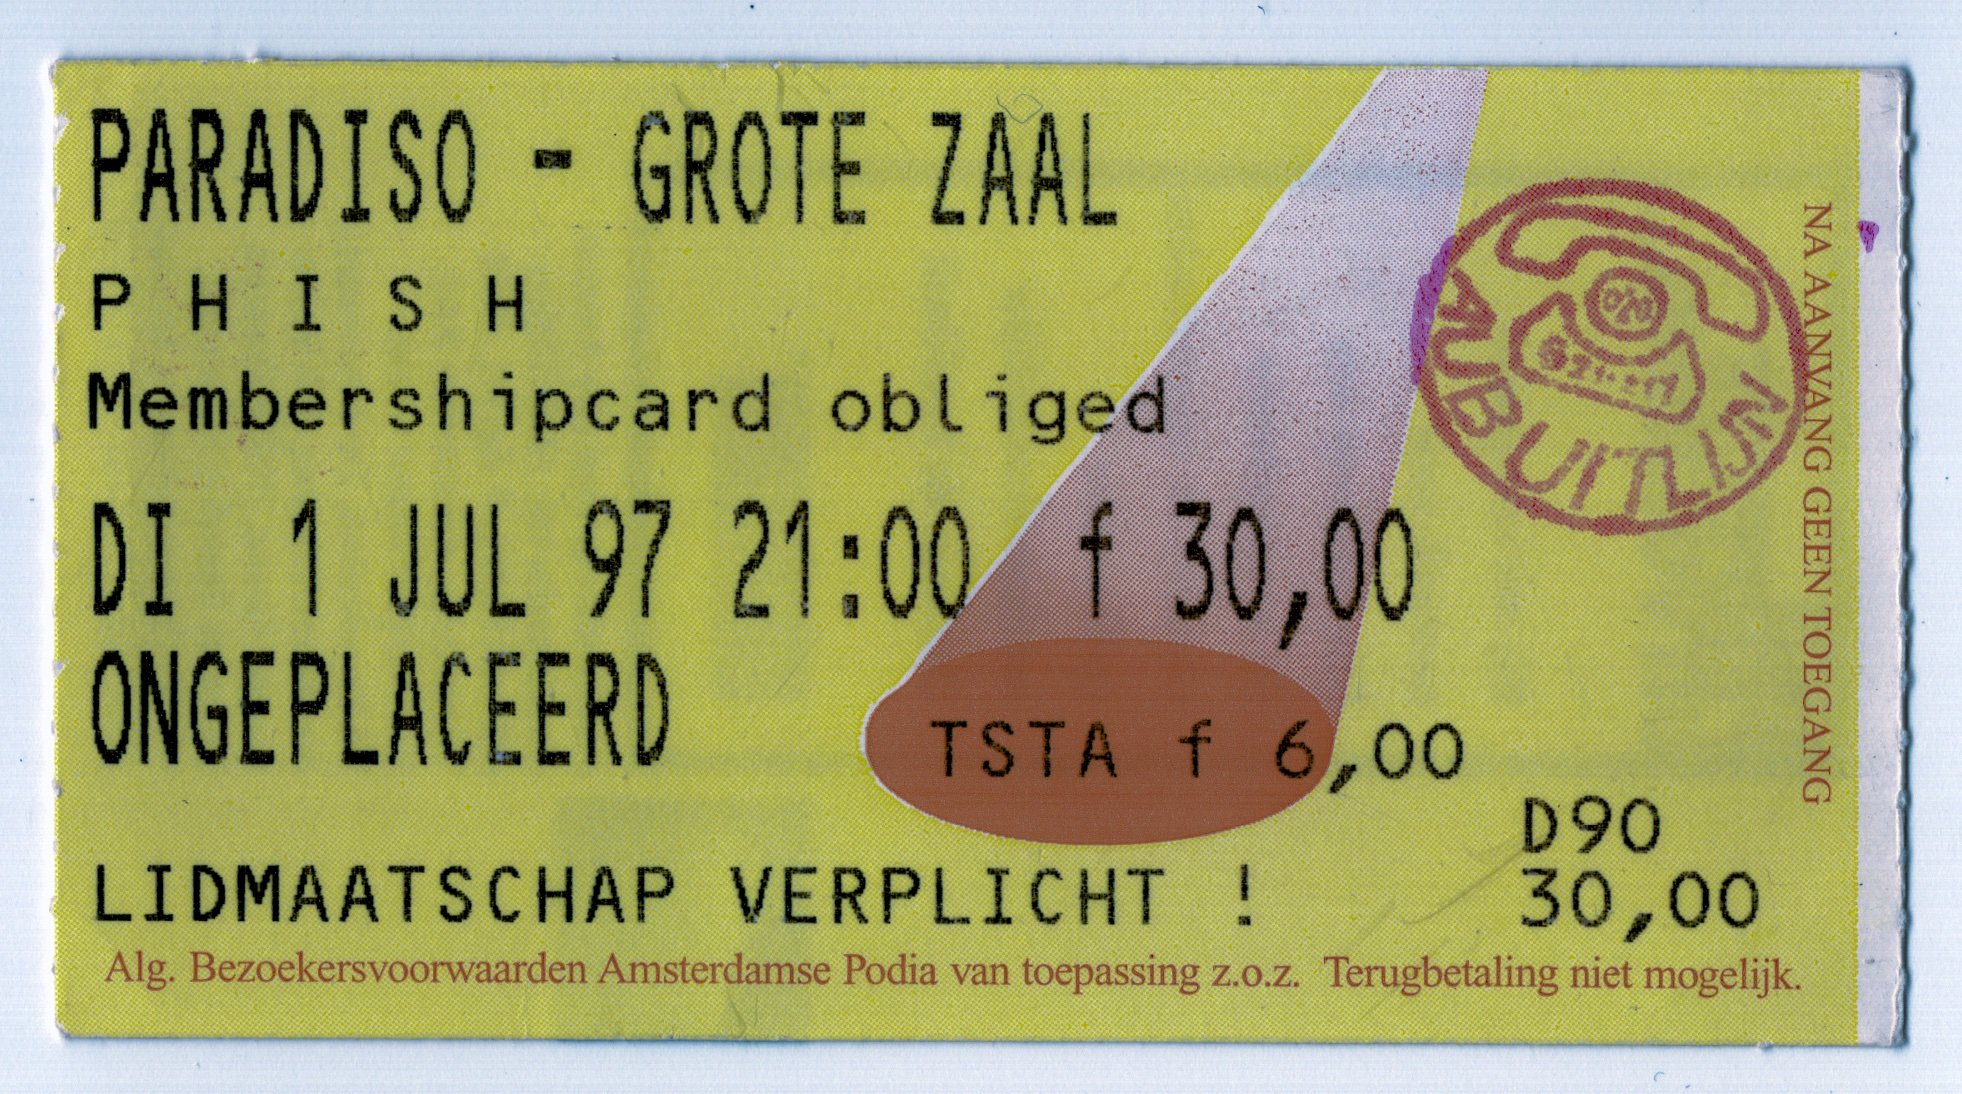 PARADISO - GROTE ZAAL
P H I S H
Membershipcard obliged
DI 1 JUL 97 21:00 f 30,00
ONGEPLACEERD
TSTA f 6,00
D90
LIDMAATSCHAP VERPLICHT ! 30,00
Alg. Bezoekersvoorwaarden Amsterdamse Podia van toepassing z.o.z. Terugbetaling niet mogelijk.
NA AANVANG GEEN TOEGANG
AUB UITLIJN
020